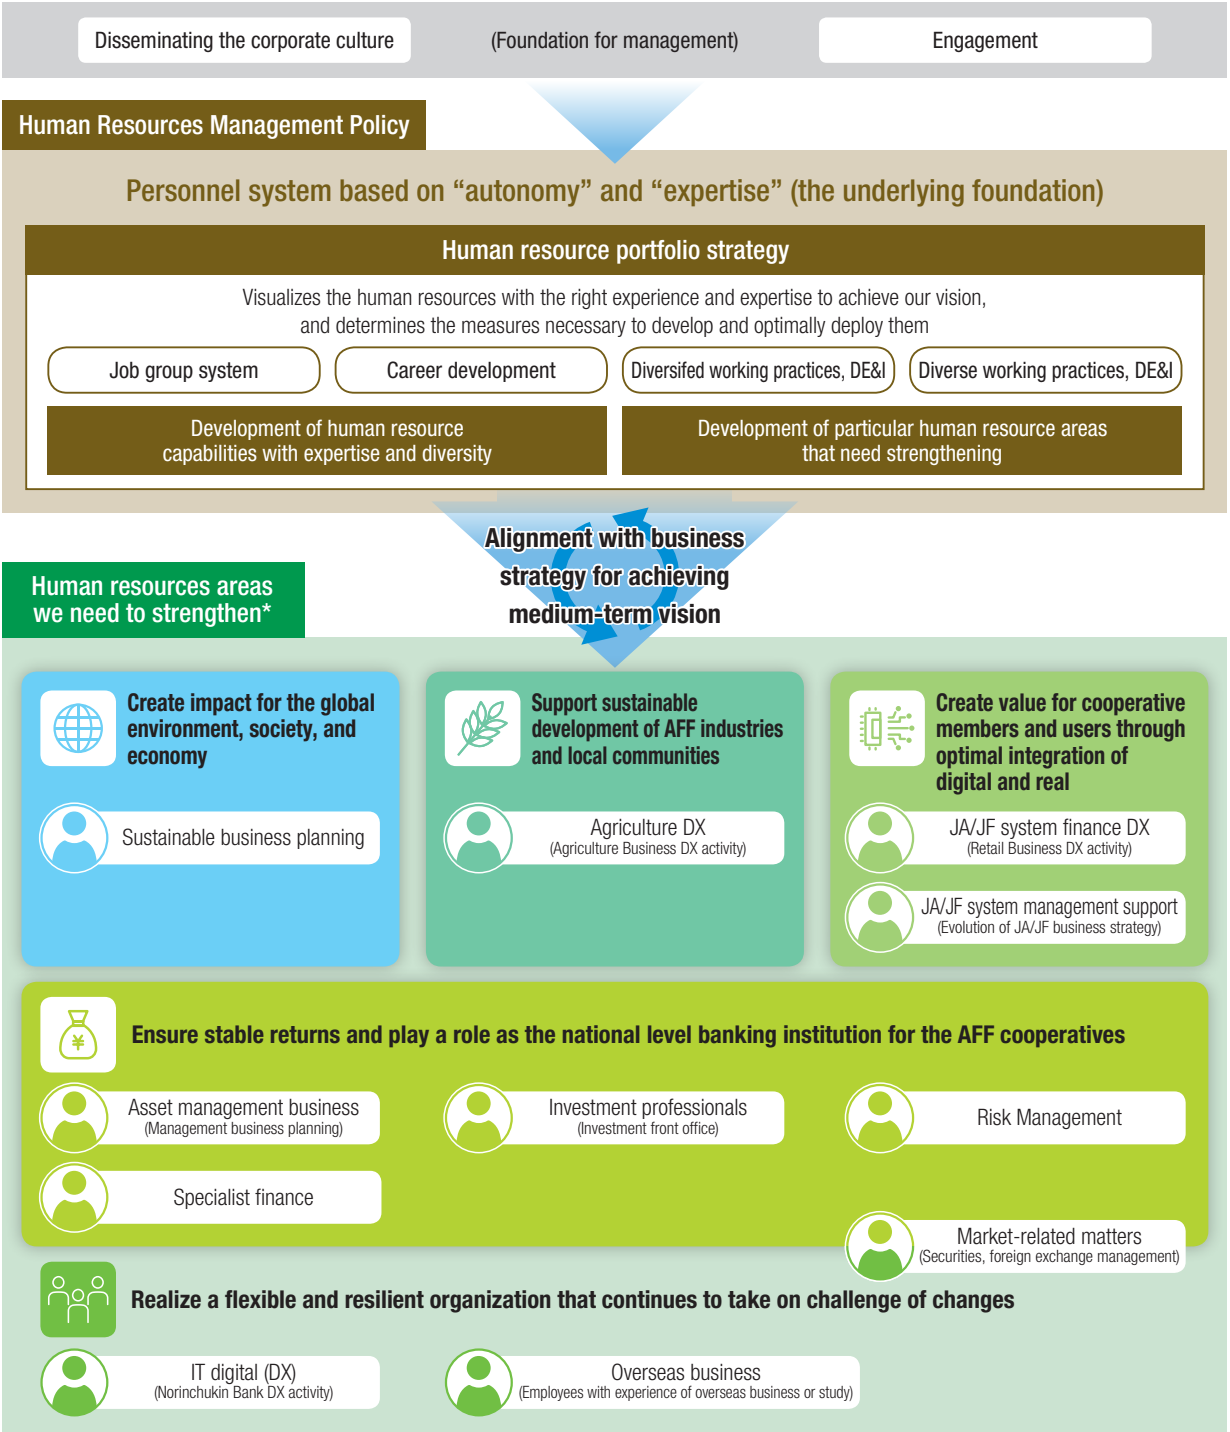 Disseminating the corporate culture
(Foundation for management)
Engagement
Human Resources Management Policy
Personnel system based on “autonomy” and “expertise” (the underlying foundation)
Human resource portfolio strategy
Visualizes the human resources with the right experience and expertise to achieve our vision,
and determines the measures necessary to develop and optimally deploy them
Job group system
Career development
Diversifed working practices, DE&I
Diverse working practices, DE&I
Development of human resource
capabilities with expertise and diversity
Development of particular human resource areas
that need strengthening
Alignment with business
strategy for achieving
medium-term vision
Human resources areas
we need to strengthen*
Create impact for the global
environment, society, and
economy
Sustainable business planning
Support sustainable
development of AFF industries
and local communities
Agriculture DX
(Agriculture Business DX activity)
Create value for cooperative
members and users through
optimal integration of
digital and real
JA/JF system finance DX
(Retail Business DX activity)
JA/JF system management support
(Evolution of JA/JF business strategy)
¥
Ensure stable returns and play a role as the national level banking institution for the AFF cooperatives
Asset management business
(Management business planning)
Investment professionals
(Investment front office)
Risk Management
Specialist finance
Market-related matters
(Securities, foreign exchange management)
Realize a flexible and resilient organization that continues to take on challenge of changes
IT digital (DX)
(Norinchukin Bank DX activity)
Overseas business
(Employees with experience of overseas business or study)